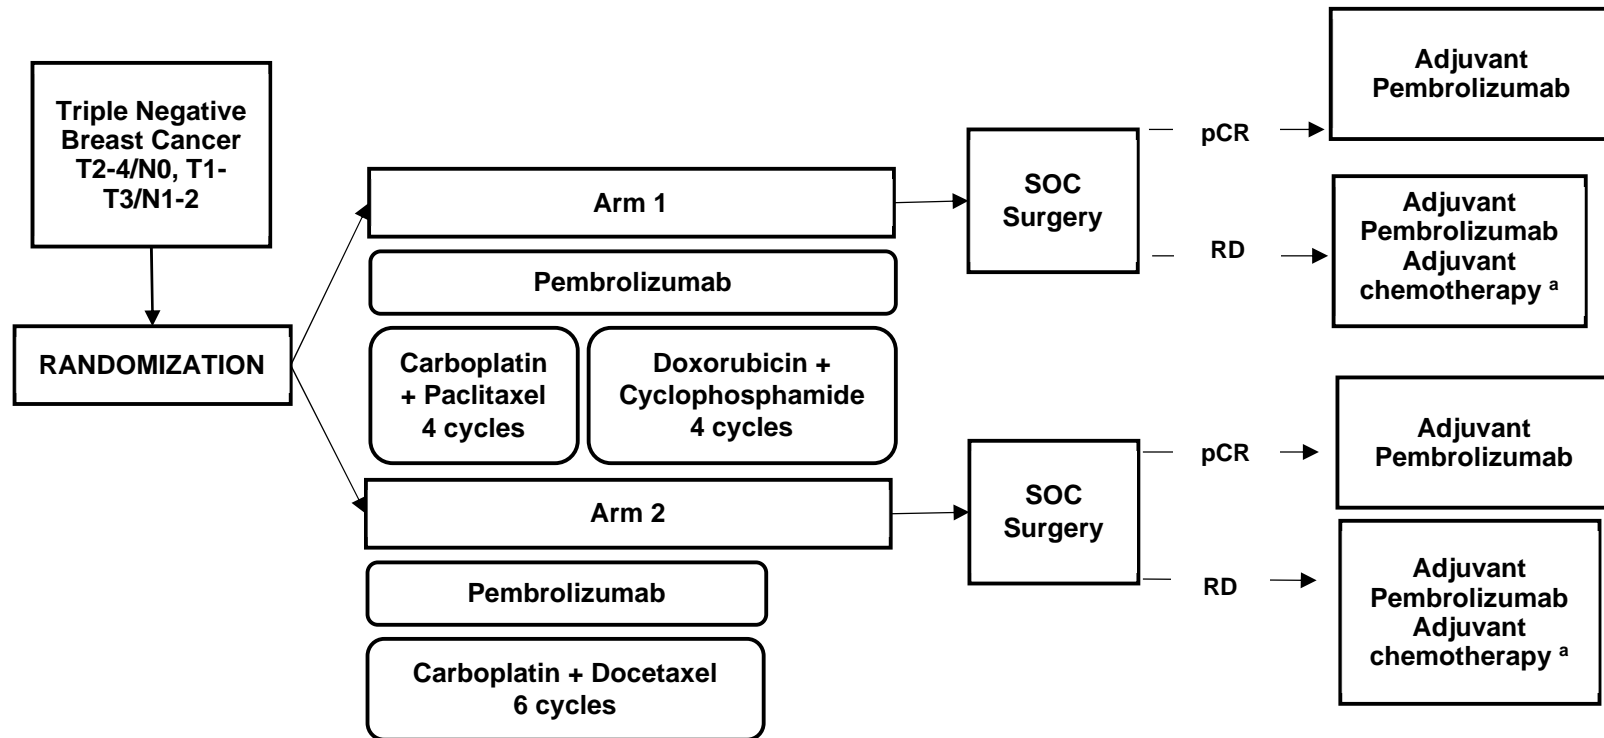 Triple Negative
Breast Cancer
T2-4/N0, T1-
T3/N1-2
RANDOMIZATION
Arm 1
Pembrolizumab
Carboplatin
+ Paclitaxel
4 cycles
Doxorubicin +
Cyclophosphamide
4 cycles
SOC
Surgery
pCR
Adjuvant
Pembrolizumab
RD
Adjuvant
Pembrolizumab
Adjuvant
chemotherapy ª
Arm 2
Pembrolizumab
Carboplatin + Docetaxel
6 cycles
SOC
Surgery
pCR
Adjuvant
Pembrolizumab
RD
Adjuvant
Pembrolizumab
Adjuvant
chemotherapy ª